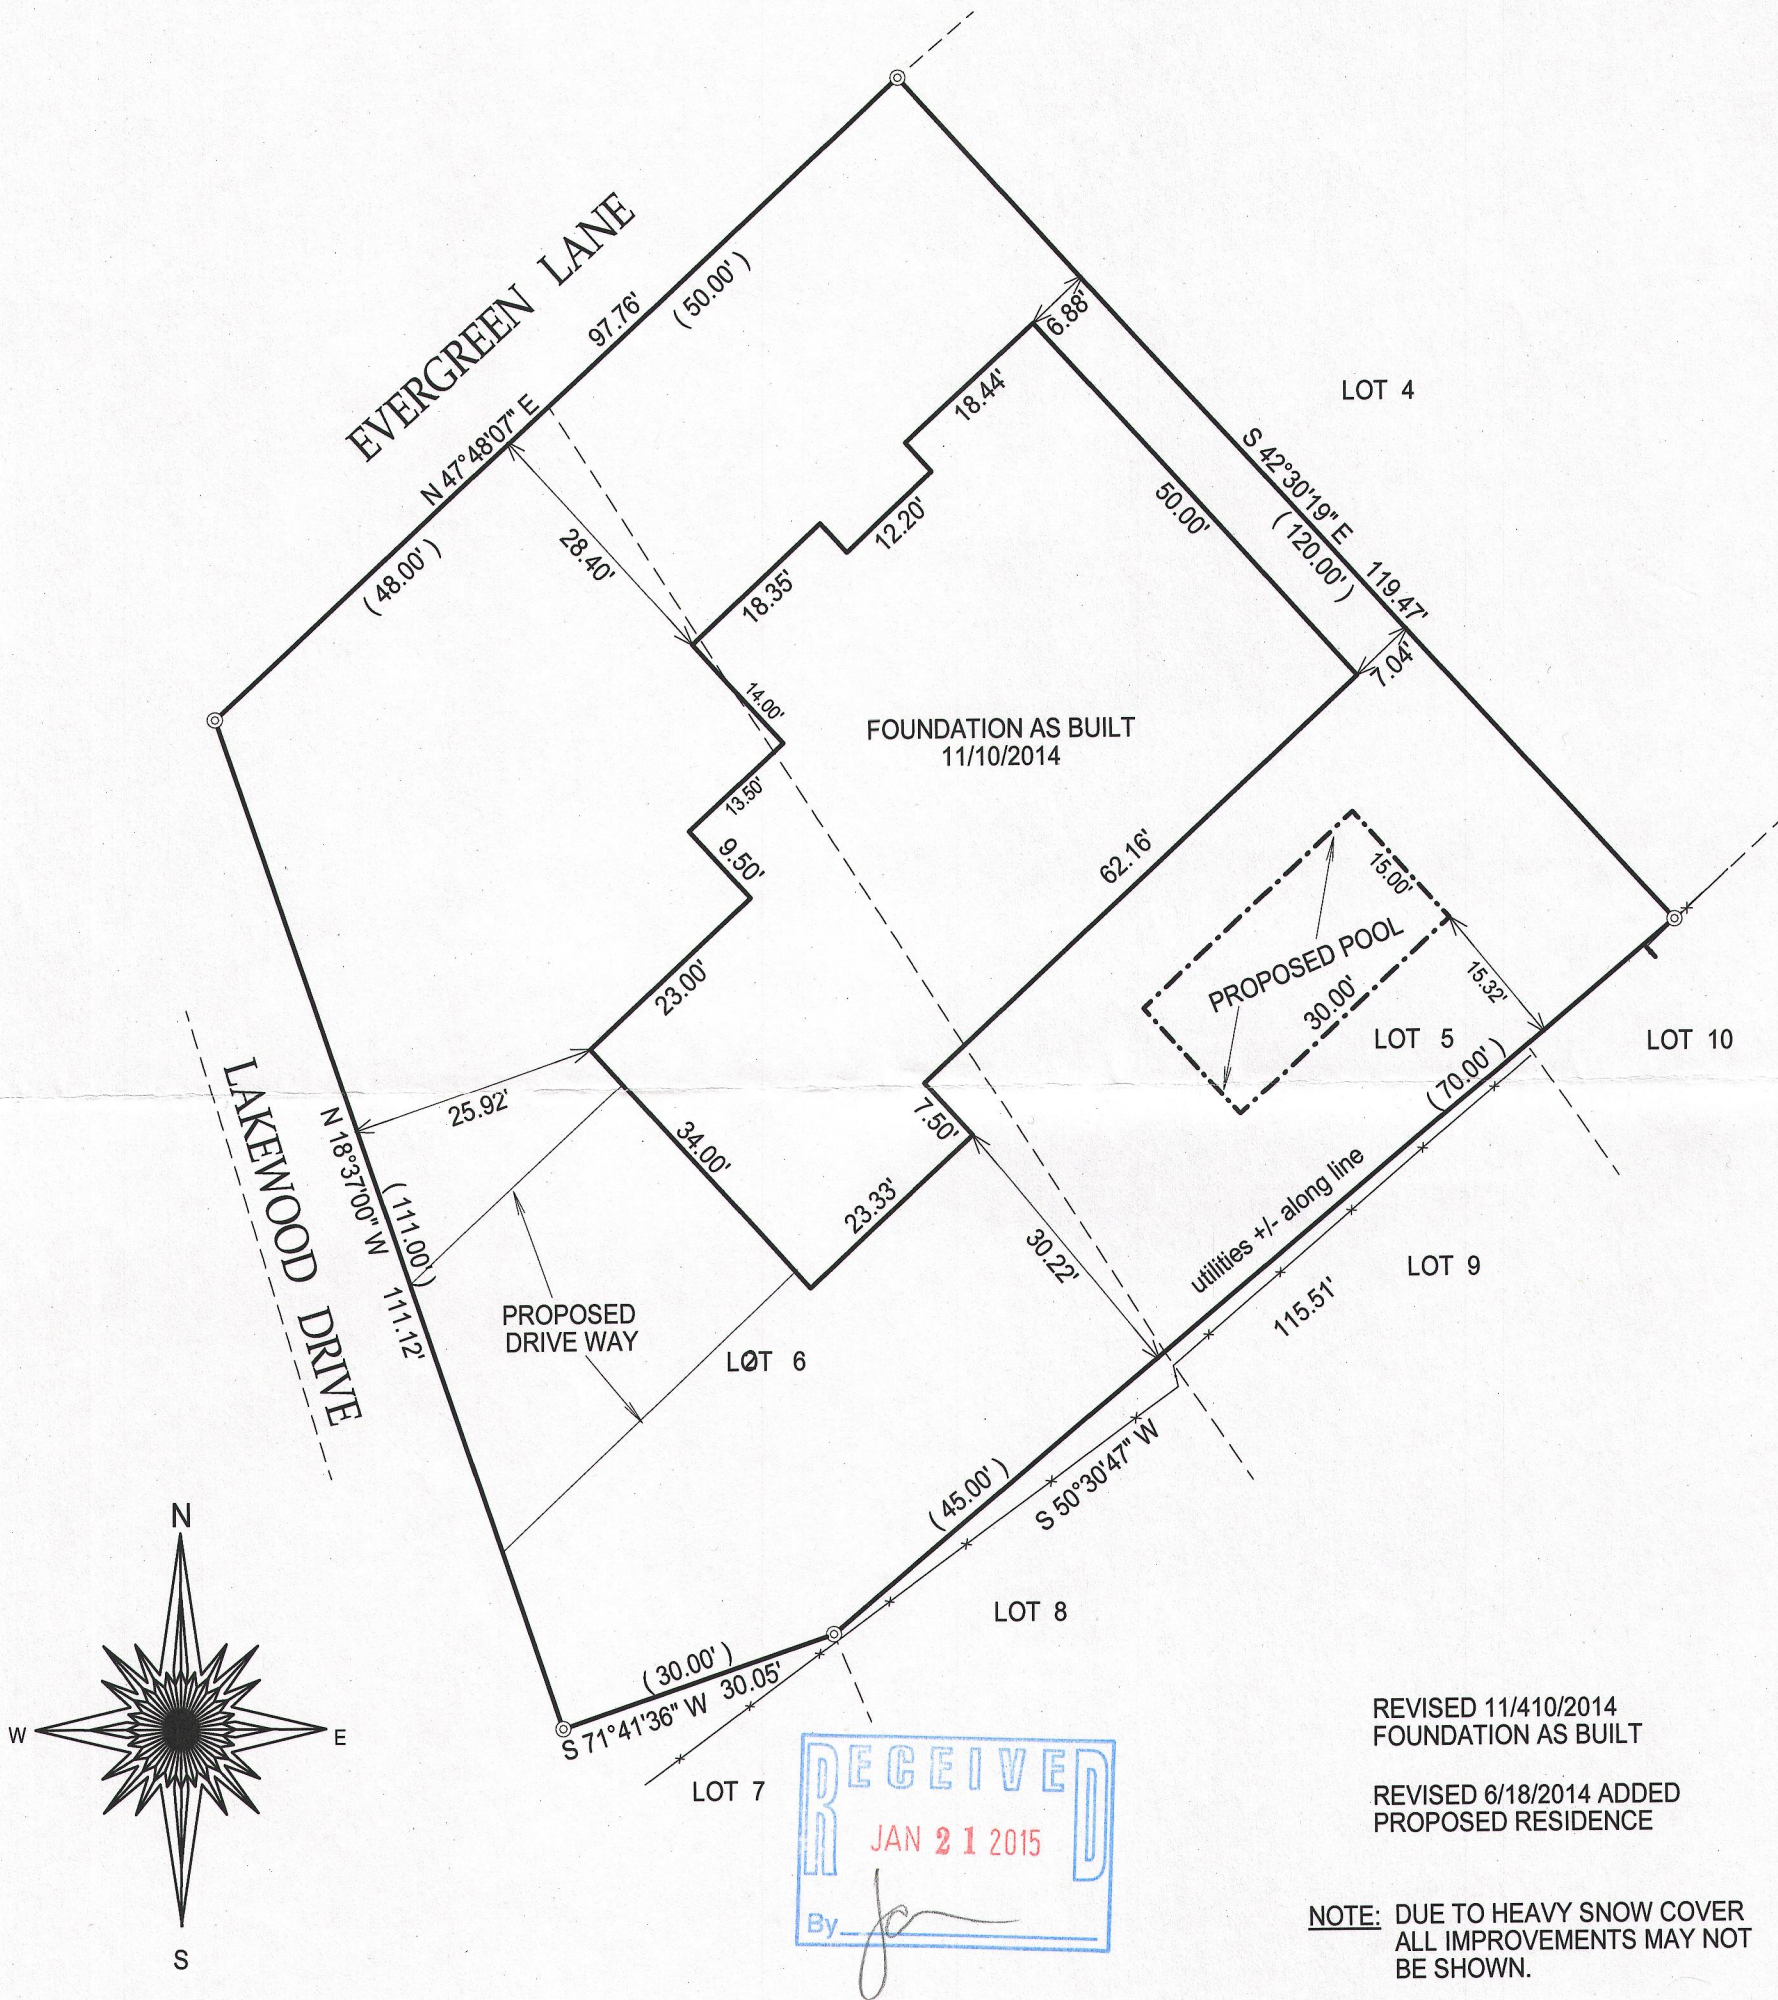 EVERGREEN LANE
97.76'
( 50.00' )
N 47°48'07" E
( 48.00' )
28.40'
6.88'
18.44'
12.20'
18.35'
14.00'
13.50'
9.50'
23.00'
50.00'
LOT 4
S 42°30'19" E
( 120.00' )
119.47'
7.04'
FOUNDATION AS BUILT
11/10/2014
62.16'
15.00'
PROPOSED POOL
30.00'
15.32'
LOT 5
LOT 10
( 70.00' )
LAKEWOOD DRIVE
N 18°37'00" W
( 111.00' )
111.12'
25.92'
34.00'
7.50'
23.33'
30.22'
utilities +/- along line
LOT 9
115.51'
PROPOSED
DRIVE WAY
LOT 6
( 45.00' )
S 50°30'47" W
LOT 8
( 30.00' )
S 71°41'36" W 30.05'
LOT 7
N
W
E
S
RECEIVED
JAN 21 2015
By
REVISED 11/410/2014
FOUNDATION AS BUILT
REVISED 6/18/2014 ADDED
PROPOSED RESIDENCE
NOTE: DUE TO HEAVY SNOW COVER
ALL IMPROVEMENTS MAY NOT
BE SHOWN.